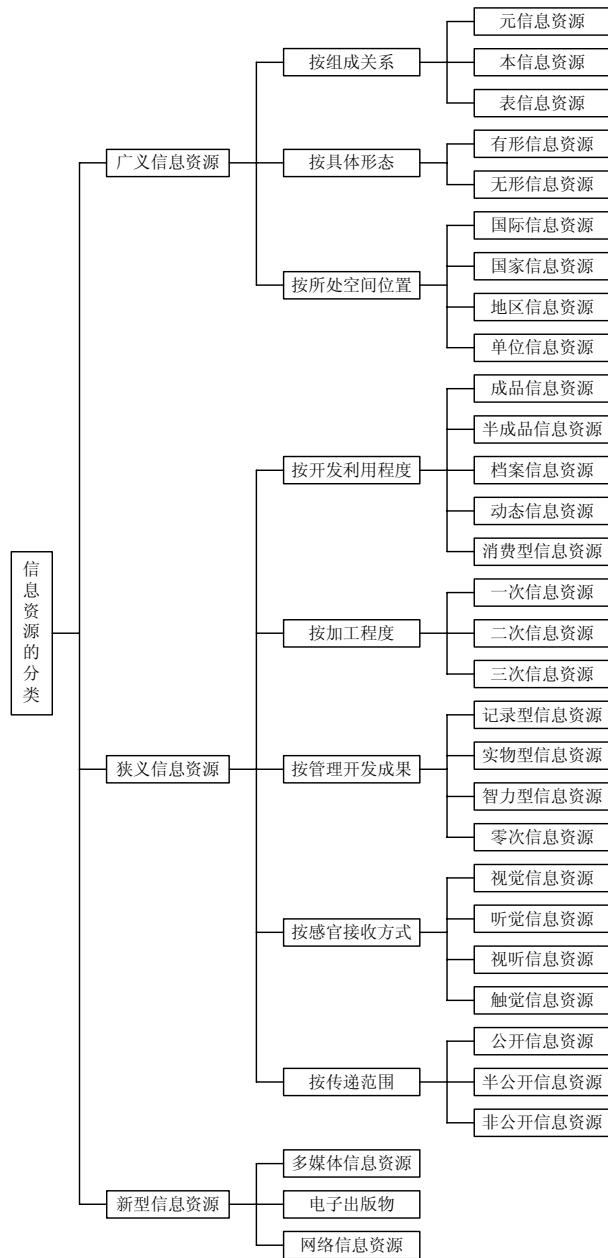 信息资源的分类
广义信息资源
按组成关系
元信息资源
本信息资源
表信息资源
按具体形态
有形信息资源
无形信息资源
按所处空间位置
国际信息资源
国家信息资源
地区信息资源
单位信息资源
狭义信息资源
按开发利用程度
成品信息资源
半成品信息资源
档案信息资源
动态信息资源
消费型信息资源
按加工程度
一次信息资源
二次信息资源
三次信息资源
按管理开发成果
记录型信息资源
实物型信息资源
智力型信息资源
零次信息资源
按感官接收方式
视觉信息资源
听觉信息资源
视听信息资源
触觉信息资源
按传递范围
公开信息资源
半公开信息资源
非公开信息资源
新型信息资源
多媒体信息资源
电子出版物
网络信息资源